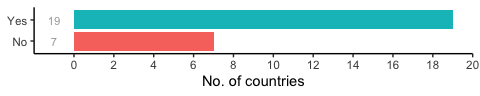 Yes 19
No 7
0 2 4 6 8 10 12 14 16 18 20
No. of countries